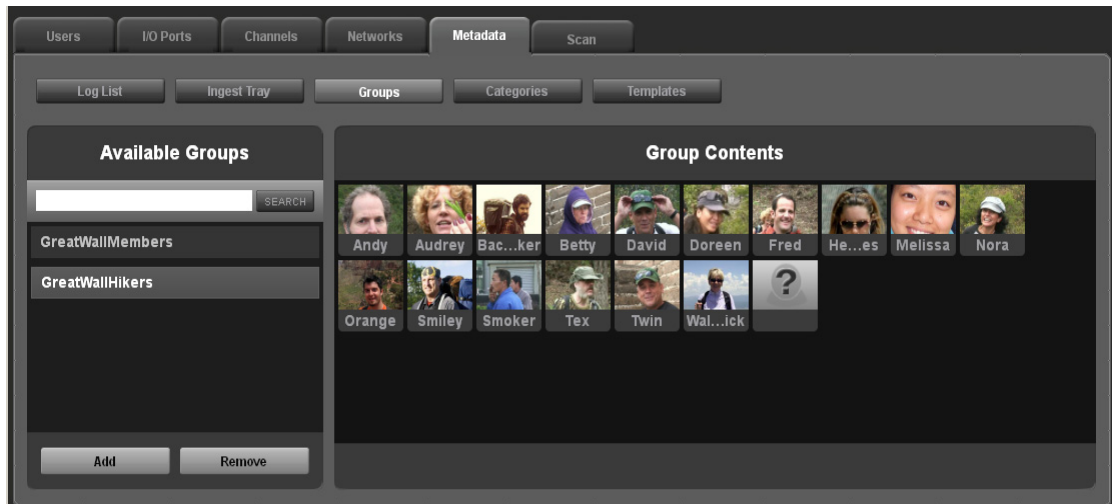 Users I/O Ports Channels Networks Metadata Scan
Log List Ingest Tray Groups Categories Templates
Available Groups
SEARCH
GreatWallMembers
GreatWallHikers
Add Remove
Group Contents
Andy Audrey Bac...ker Betty David Doreen Fred He...es Melissa Nora
Orange Smiley Smoker Tex Twin Wal...ick
?